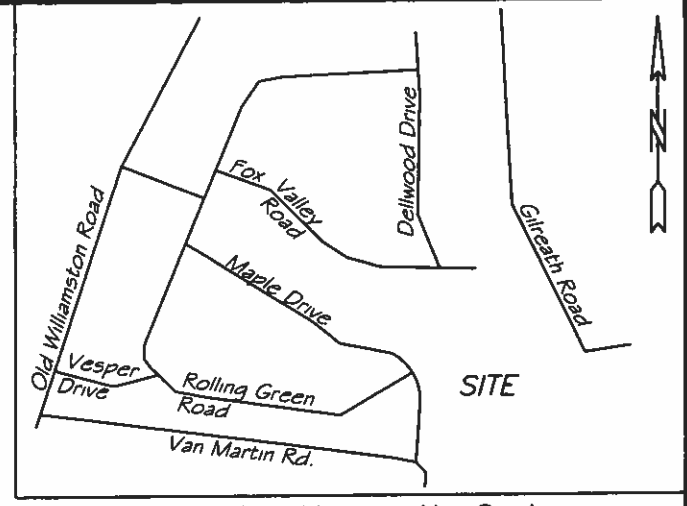 N
Dellwood Drive
Fox Valley
Road
Gilreath Road
Old Williamston Road
Maple Drive
Vesper
Drive
Rolling Green
Road
SITE
Van Martin Rd.